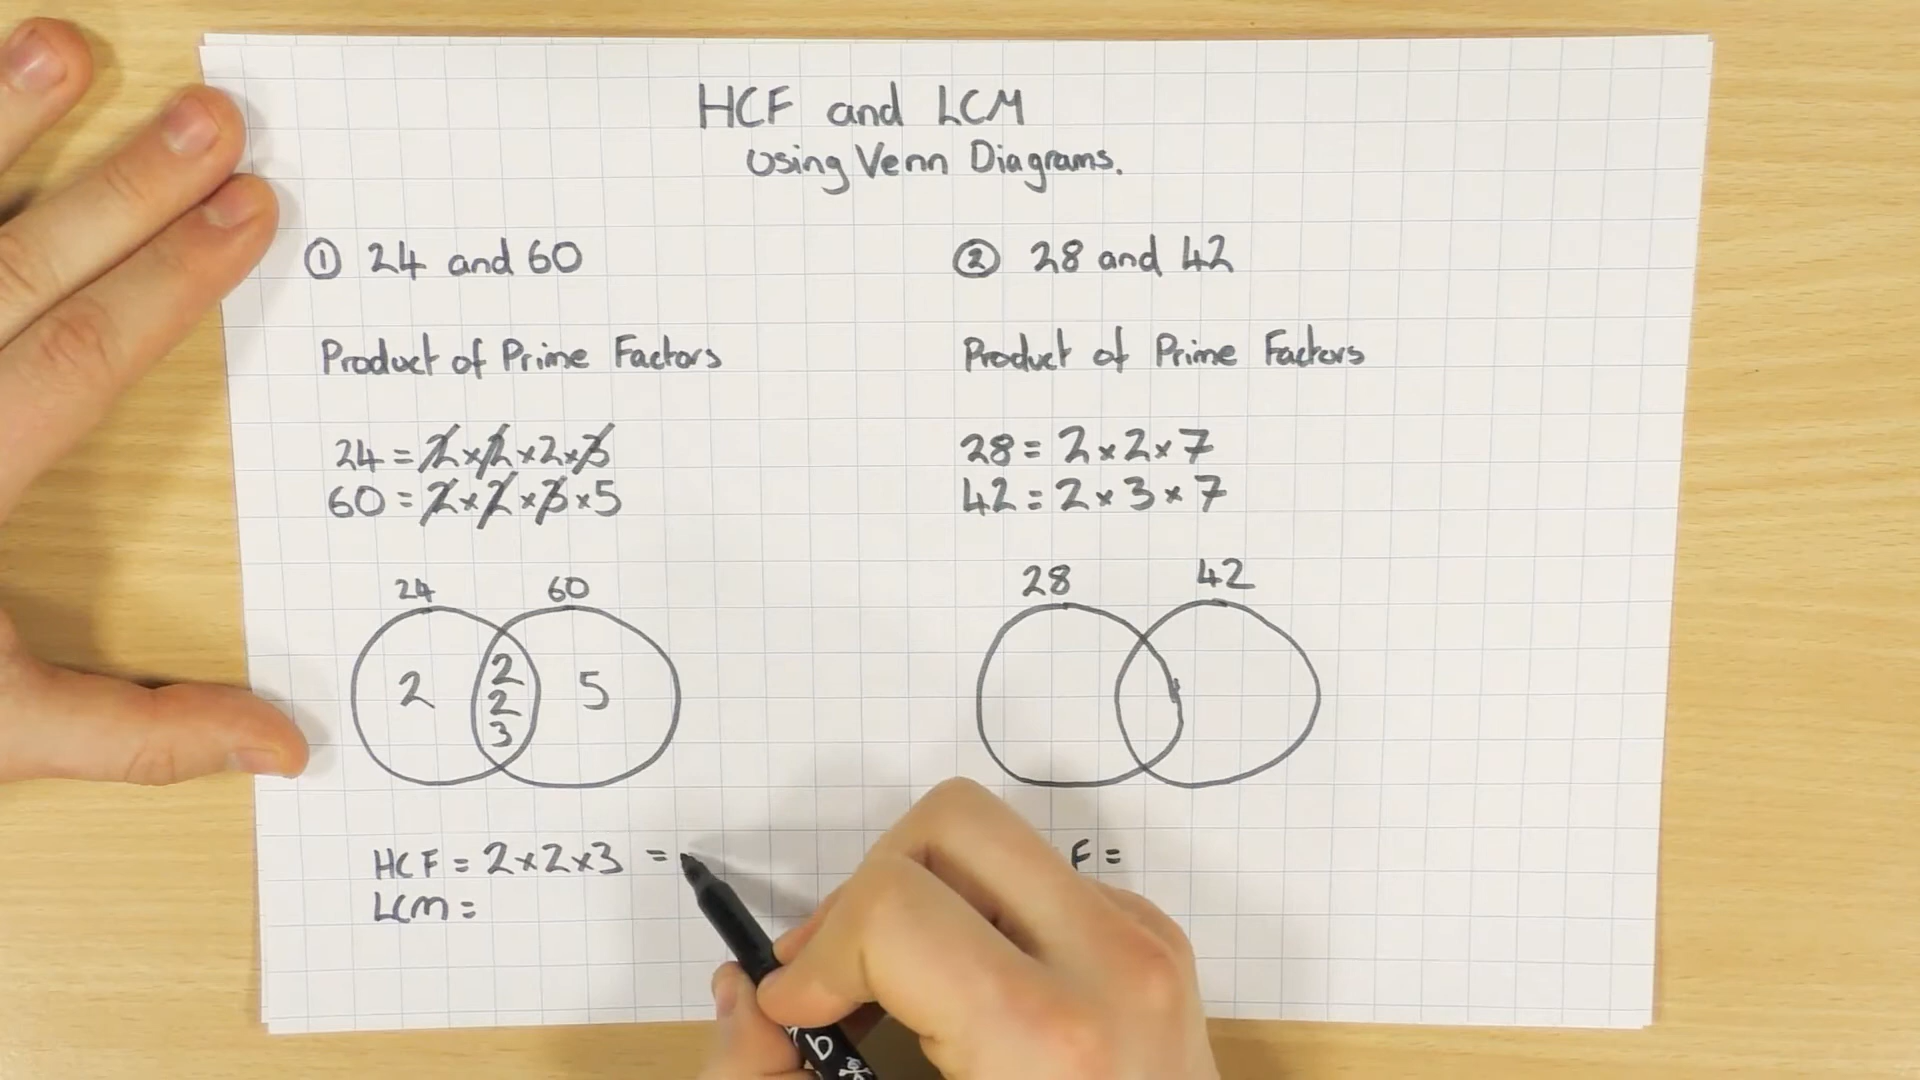 HCF and LCM
Using Venn Diagrams.
① 24 and 60
Product of Prime Factors
24 = 2×2×2×3
60 = 2×2×3×5
24 60
2 2 5
2
3
HCF = 2×2×3 =
LCM =
② 28 and 42
Product of Prime Factors
28 = 2×2×7
42 = 2×3×7
28 42
F =
b